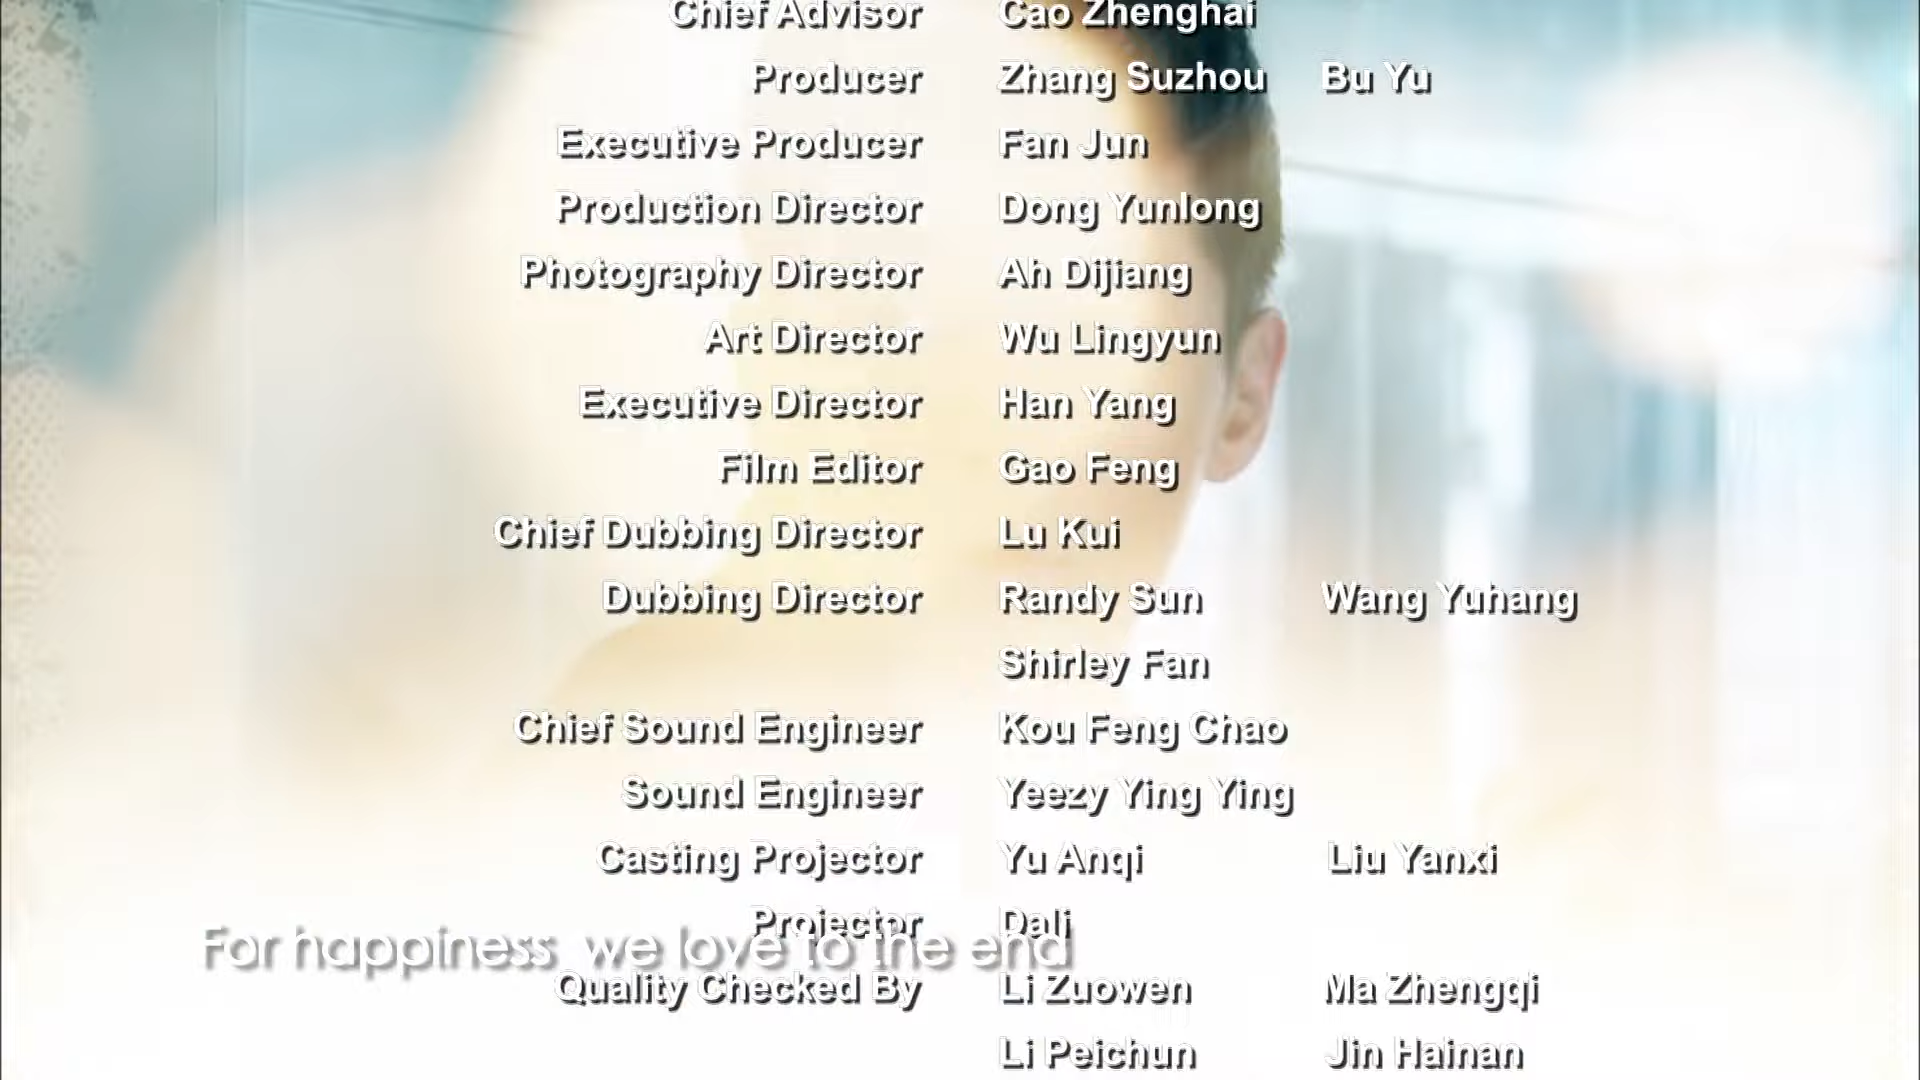 Chief Advisor Cao Zhenghai
Producer Zhang Suzhou Bu Yu
Executive Producer Fan Jun
Production Director Dong Yunlong
Photography Director Ah Dijiang
Art Director Wu Lingyun
Executive Director Han Yang
Film Editor Gao Feng
Chief Dubbing Director Lu Kui
Dubbing Director Randy Sun Wang Yuhang
Shirley Fan
Chief Sound Engineer Kou Feng Chao
Sound Engineer Yeezy Ying Ying
Casting Projector Yu Anqi Liu Yanxi
Projector Dali
For happiness we love to the end
Quality Checked By Li Zuowen Ma Zhengqi
Li Peichun Jin Hainan